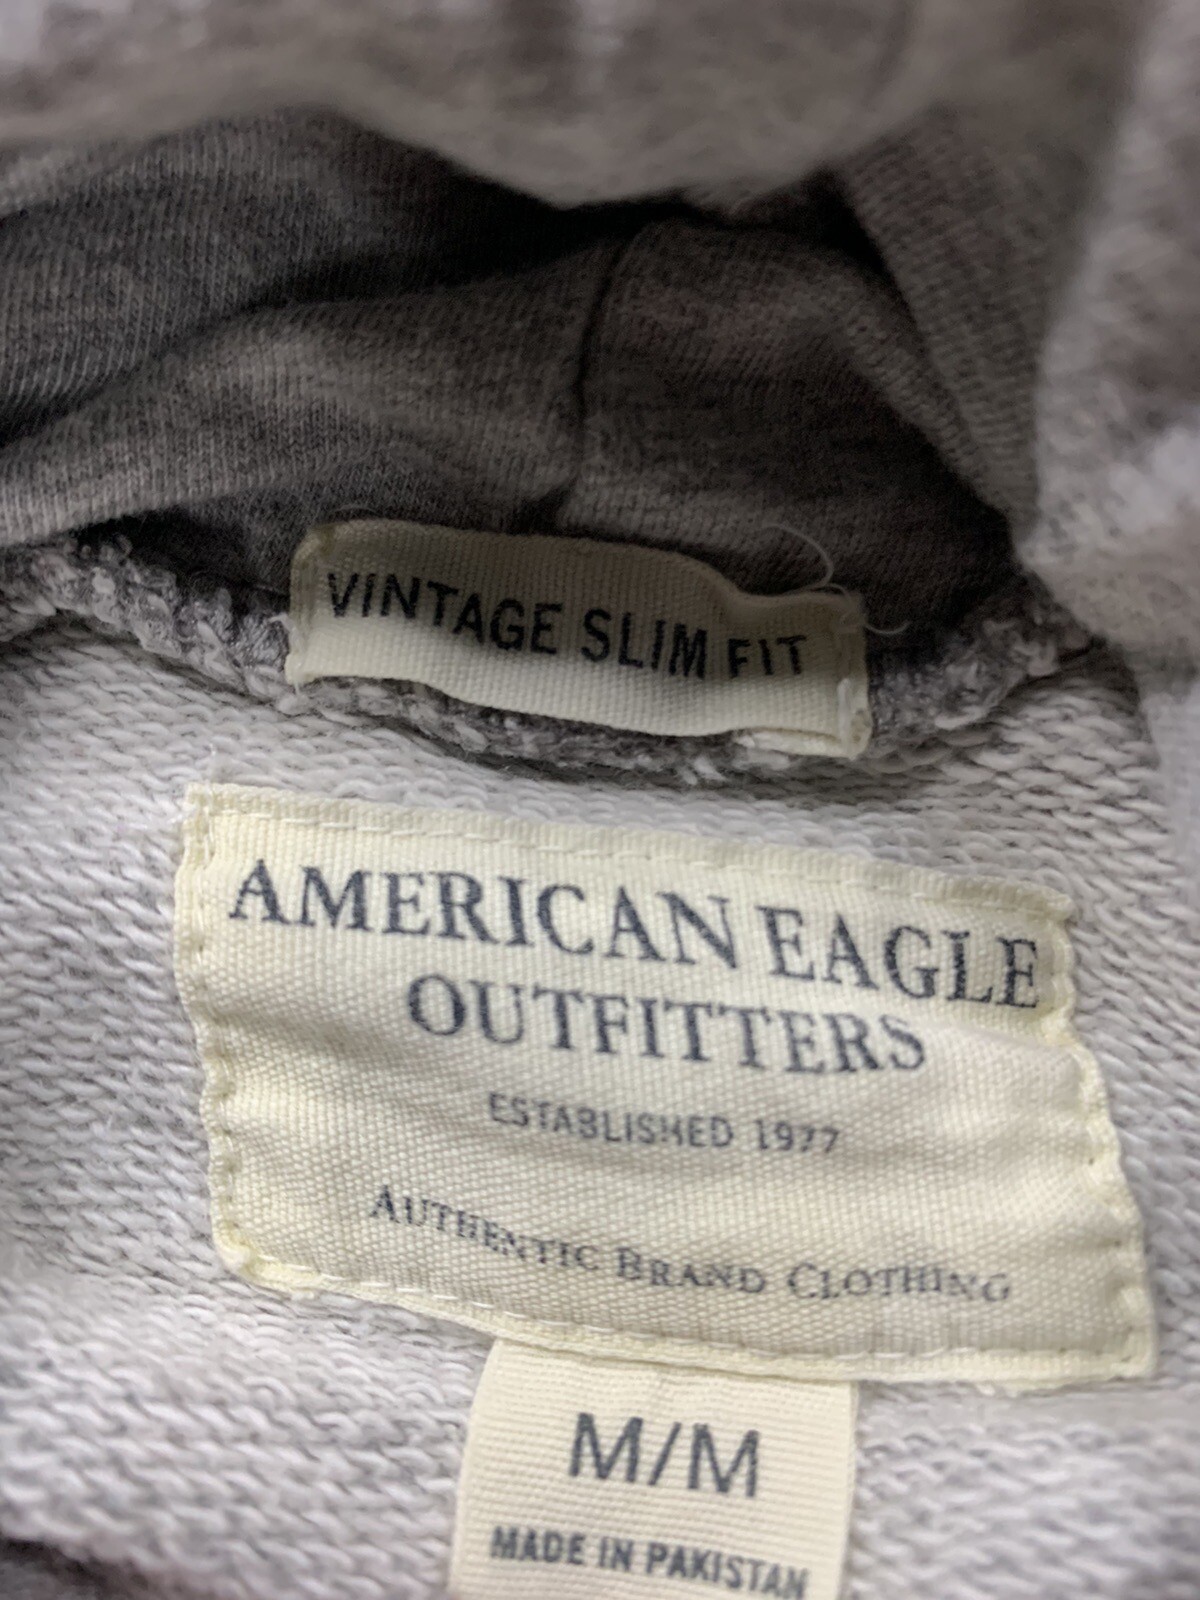 VINTAGE SLIM FIT
AMERICAN EAGLE
OUTFITTERS
ESTABLISHED 1977
AUTHENTIC BRAND CLOTHING
M/M
MADE IN PAKISTAN